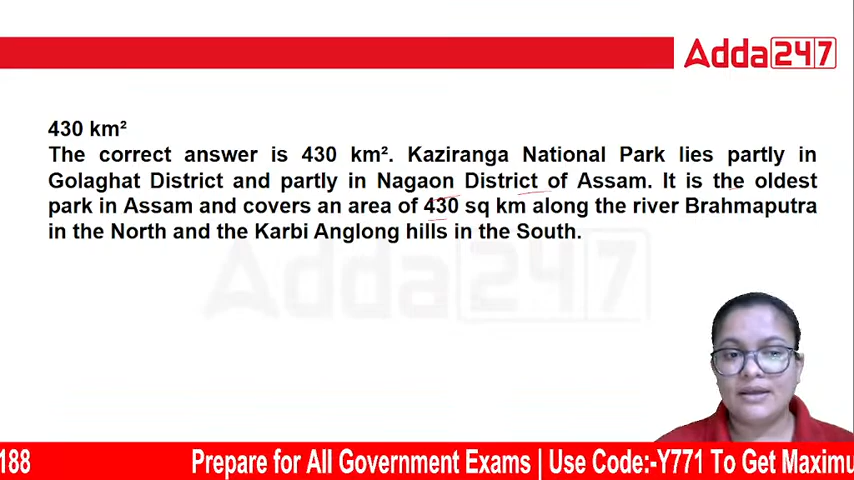 Adda247
430 km²
The correct answer is 430 km². Kaziranga National Park lies partly in
Golaghat District and partly in Nagaon District of Assam. It is the oldest
park in Assam and covers an area of 430 sq km along the river Brahmaputra
in the North and the Karbi Anglong hills in the South.
Adda247
188 Prepare for All Government Exams | Use Code:-Y771 To Get Maximu